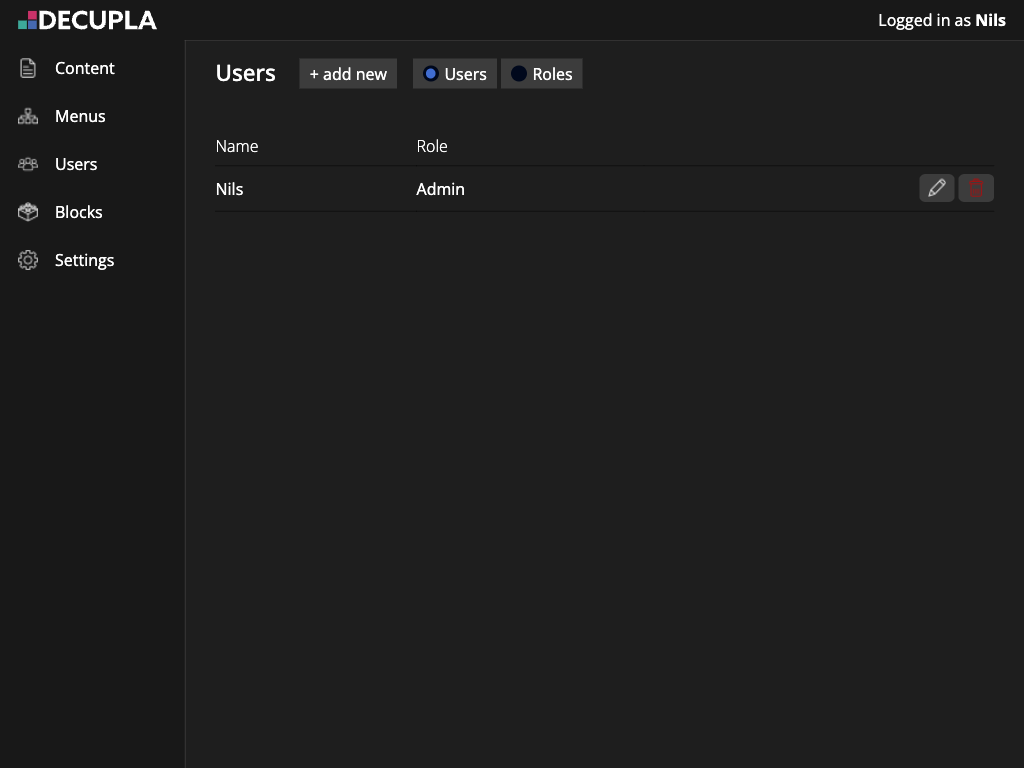 DECUPLA
Logged in as Nils
Content
Menus
Users
Blocks
Settings
Users + add new Users Roles
Name Role
Nils Admin